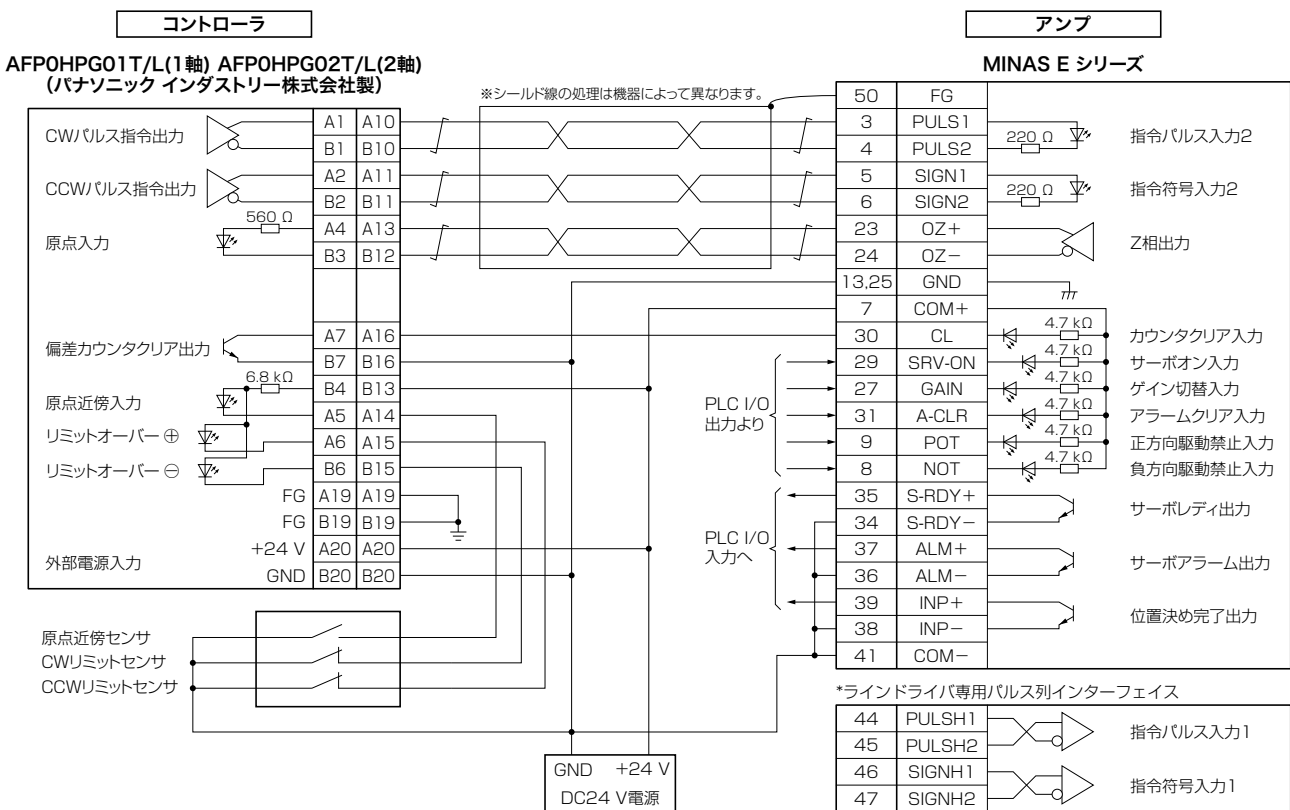 コントローラ
アンプ
AFP0HPG01T/L(1軸) AFP0HPG02T/L(2軸)
(パナソニック インダストリー株式会社製)
MINAS E シリーズ
※シールド線の処理は機器によって異なります。
CWパルス指令出力
A1 A10
B1 B10
CCWパルス指令出力
A2 A11
B2 B11
原点入力
560 Ω
A4 A13
B3 B12
偏差カウンタクリア出力
A7 A16
B7 B16
6.8 kΩ
B4 B13
原点近傍入力
A5 A14
リミットオーバー ⊕
A6 A15
リミットオーバー ⊖
B6 B15
FG A19 A19
FG B19 B19
外部電源入力
+24 V A20 A20
GND B20 B20
原点近傍センサ
CWリミットセンサ
CCWリミットセンサ
GND +24 V
DC24 V電源
PLC I/O
出力より
PLC I/O
入力へ
50 FG
3 PULS1
4 PULS2
220 Ω
指令パルス入力2
5 SIGN1
6 SIGN2
220 Ω
指令符号入力2
23 OZ+
24 OZ−
Z相出力
13,25 GND
7 COM+
30 CL 4.7 kΩ カウンタクリア入力
29 SRV-ON 4.7 kΩ サーボオン入力
27 GAIN 4.7 kΩ ゲイン切替入力
31 A-CLR 4.7 kΩ アラームクリア入力
9 POT 4.7 kΩ 正方向駆動禁止入力
8 NOT 4.7 kΩ 負方向駆動禁止入力
35 S-RDY+
34 S-RDY−
サーボレディ出力
37 ALM+
36 ALM−
サーボアラーム出力
39 INP+
38 INP−
位置決め完了出力
41 COM−
*ラインドライバ専用パルス列インターフェイス
44 PULSH1
45 PULSH2
指令パルス入力1
46 SIGNH1
47 SIGNH2
指令符号入力1